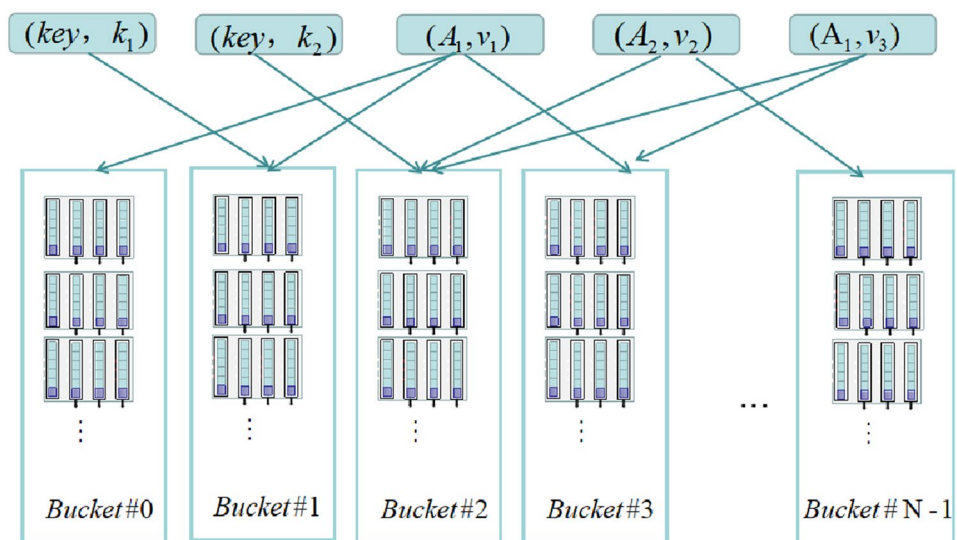 (key, k₁) (key, k₂) (A₁,v₁) (A₂,v₂) (A₁,v₃)
...
Bucket#0 Bucket#1 Bucket#2 Bucket#3 Bucket# N-1